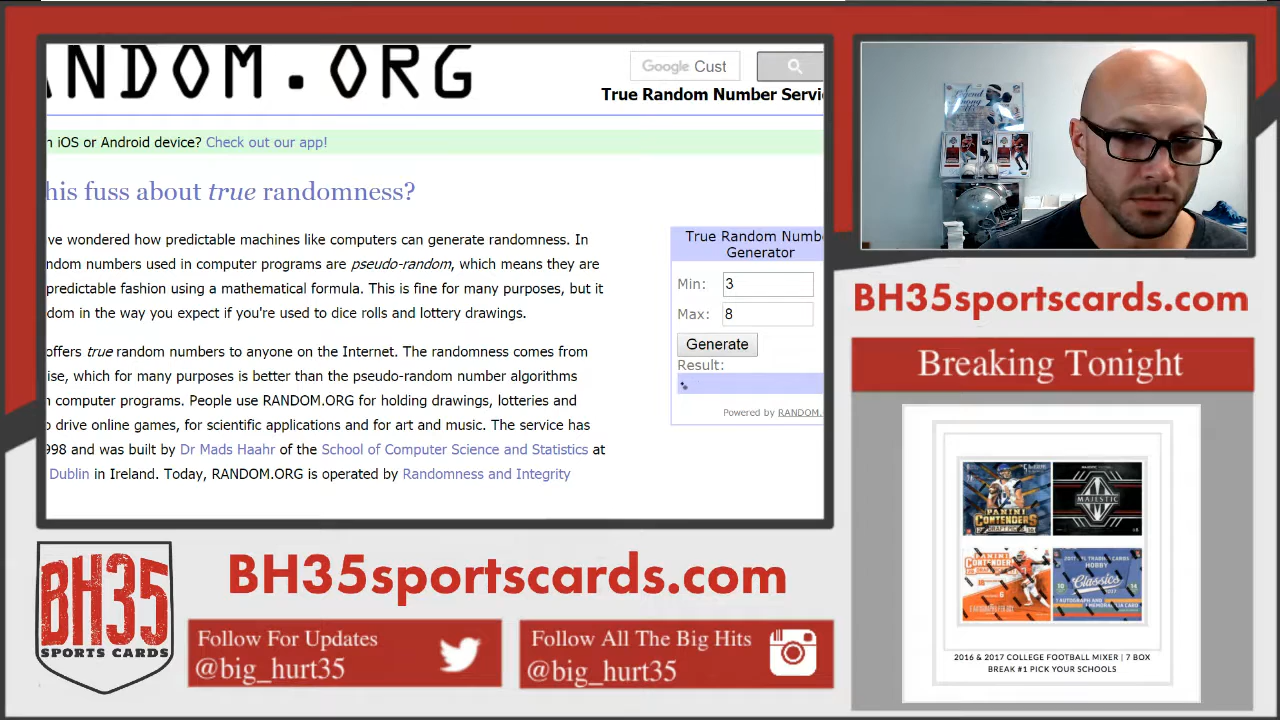 ANDOM.ORG
Google Cust
True Random Number Servi
n iOS or Android device? Check out our app!
his fuss about true randomness?
ve wondered how predictable machines like computers can generate randomness. In
ndom numbers used in computer programs are pseudo-random, which means they are
predictable fashion using a mathematical formula. This is fine for many purposes, but it
dom in the way you expect if you're used to dice rolls and lottery drawings.
offers true random numbers to anyone on the Internet. The randomness comes from
ise, which for many purposes is better than the pseudo-random number algorithms
n computer programs. People use RANDOM.ORG for holding drawings, lotteries and
o drive online games, for scientific applications and for art and music. The service has
998 and was built by Dr Mads Haahr of the School of Computer Science and Statistics at
Dublin in Ireland. Today, RANDOM.ORG is operated by Randomness and Integrity
True Random Numb
Generator
Min: 3
Max: 8
Generate
Result:
Powered by RANDOM.
BH35sportscards.com
Breaking Tonight
PANINI
CONTENDERS
MAJESTIC
Classics
2016 & 2017 COLLEGE FOOTBALL MIXER | 7 BOX
BREAK #1 PICK YOUR SCHOOLS
BH35
SPORTS CARDS
BH35sportscards.com
Follow For Updates
@big_hurt35
Follow All The Big Hits
@big_hurt35